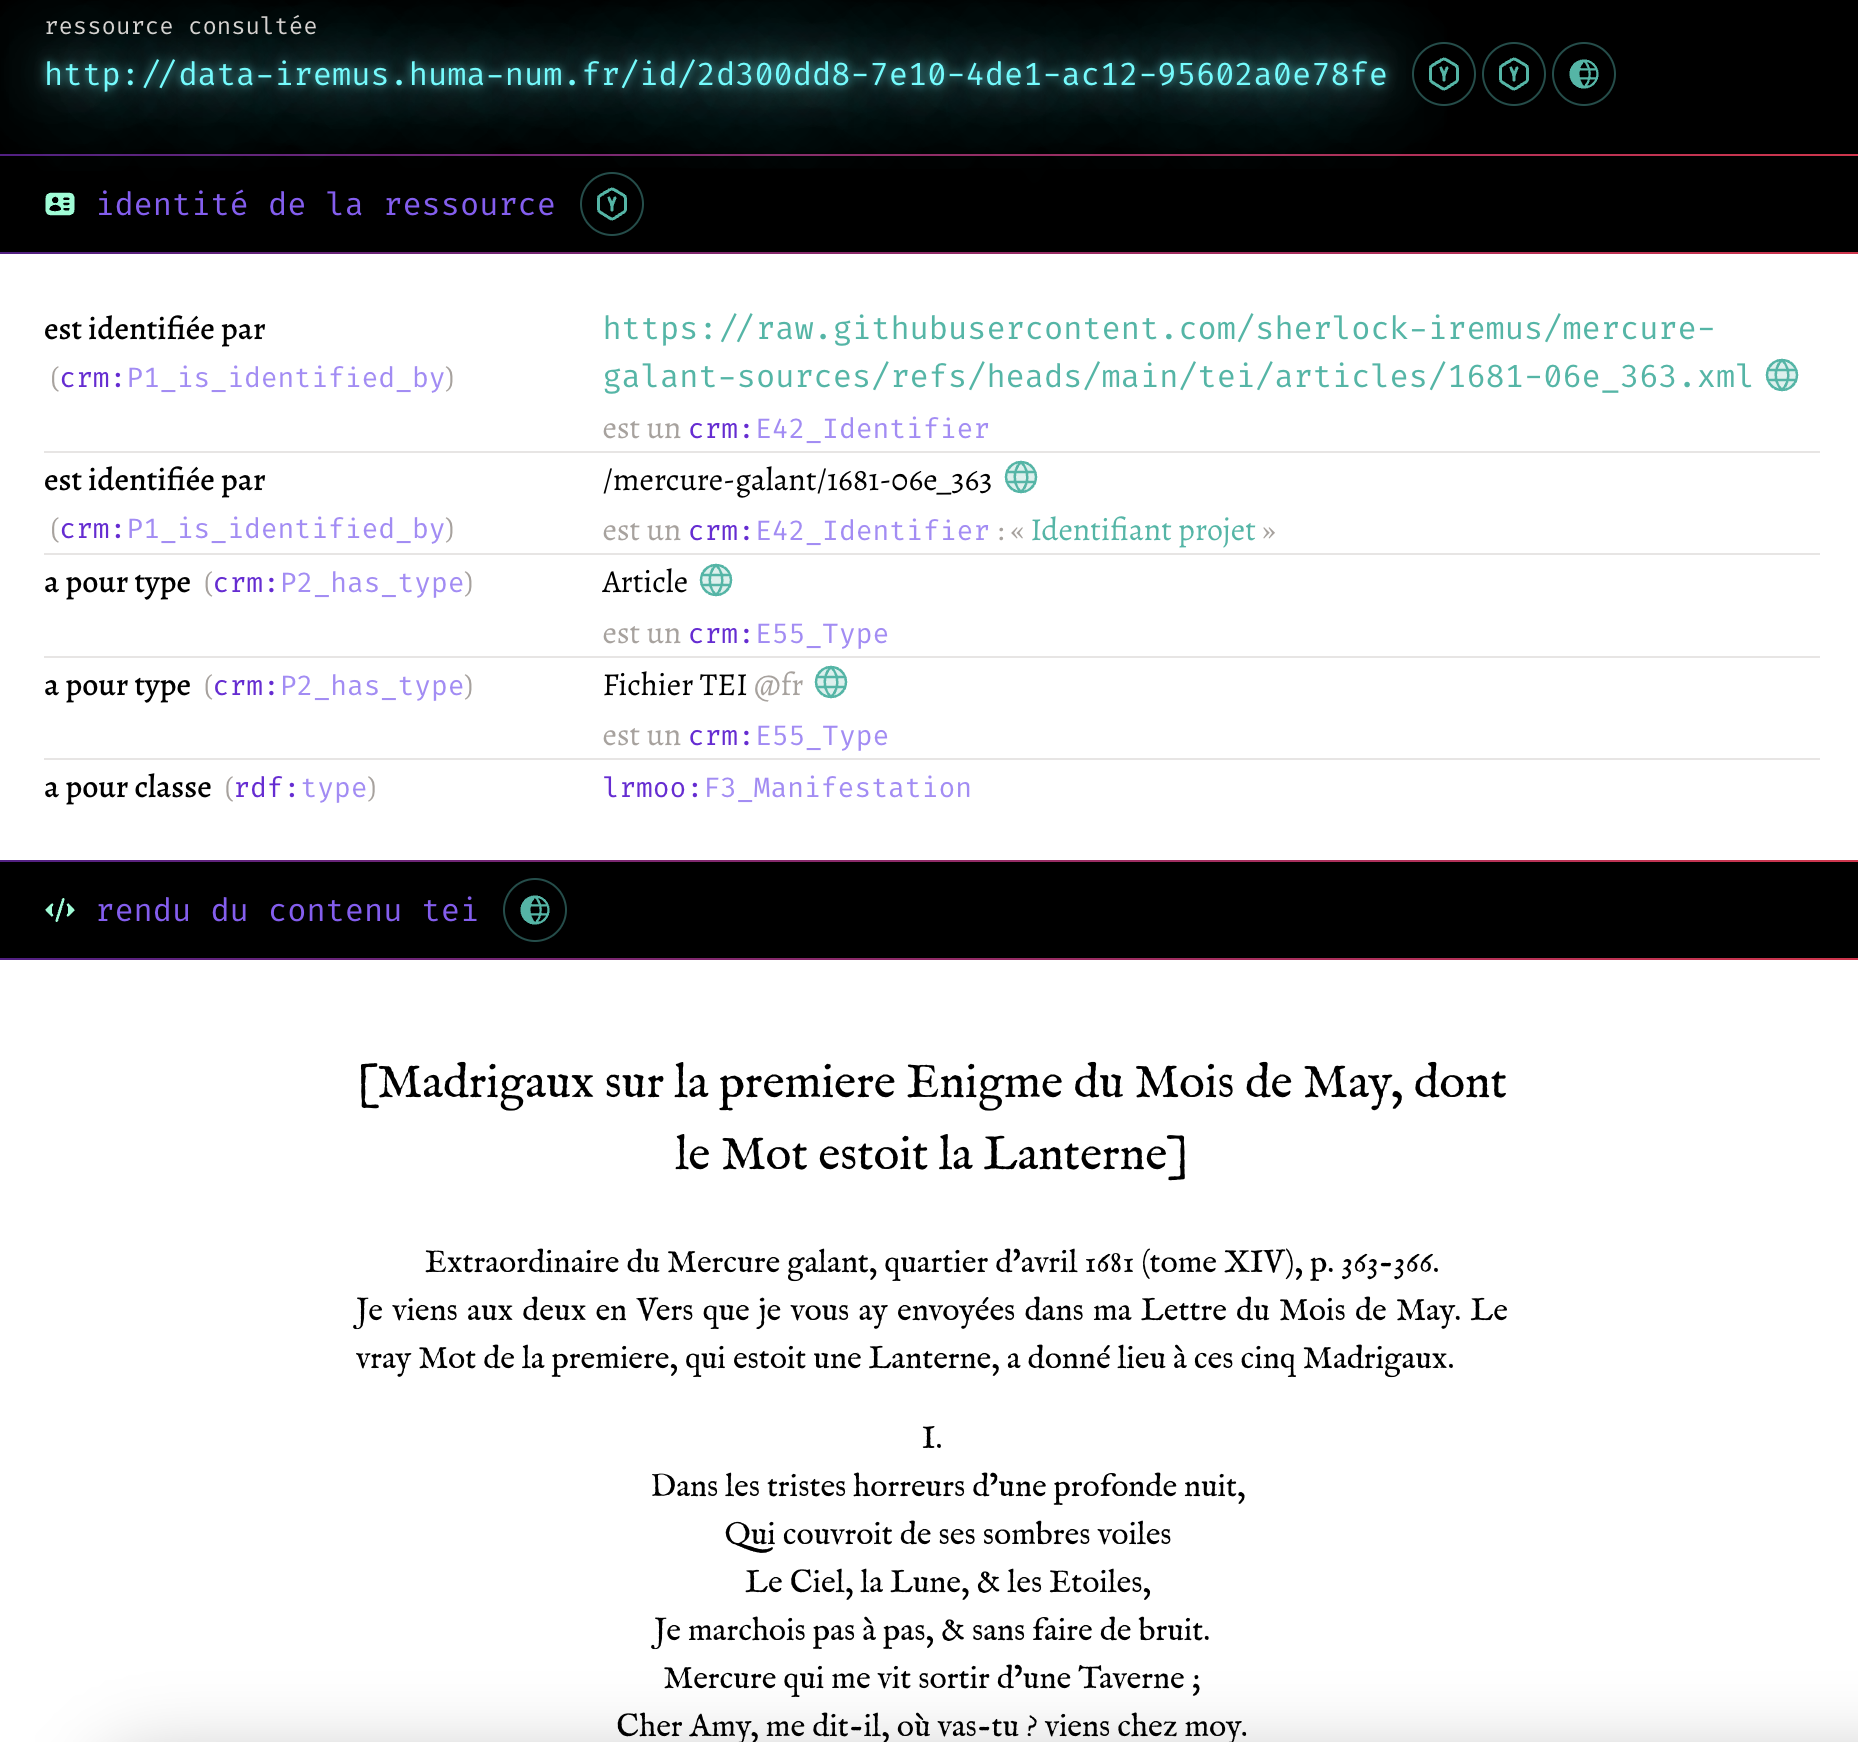 ressource consultée
http://data-iremus.huma-num.fr/id/2d300dd8-7e10-4de1-ac12-95602a0e78fe
identité de la ressource
est identifiée par
(crm:P1_is_identified_by)
https://raw.githubusercontent.com/sherlock-iremus/mercure-
galant-sources/refs/heads/main/tei/articles/1681-06e_363.xml
est un crm:E42_Identifier
est identifiée par
(crm:P1_is_identified_by)
/mercure-galant/1681-06e_363
est un crm:E42_Identifier : « Identifiant projet »
a pour type (crm:P2_has_type)
Article
est un crm:E55_Type
a pour type (crm:P2_has_type)
Fichier TEI @fr
est un crm:E55_Type
a pour classe (rdf:type)
lrmoo:F3_Manifestation
</> rendu du contenu tei
[Madrigaux sur la premiere Enigme du Mois de May, dont
le Mot estoit la Lanterne]
Extraordinaire du Mercure galant, quartier d’avril 1681 (tome XIV), p. 363-366.
Je viens aux deux en Vers que je vous ay envoyées dans ma Lettre du Mois de May. Le
vray Mot de la premiere, qui estoit une Lanterne, a donné lieu à ces cinq Madrigaux.
I.
Dans les tristes horreurs d’une profonde nuit,
Qui couvroit de ses sombres voiles
Le Ciel, la Lune, & les Etoiles,
Je marchois pas à pas, & sans faire de bruit.
Mercure qui me vit sortir d’une Taverne ;
Cher Amy, me dit-il, où vas-tu ? viens chez moy.